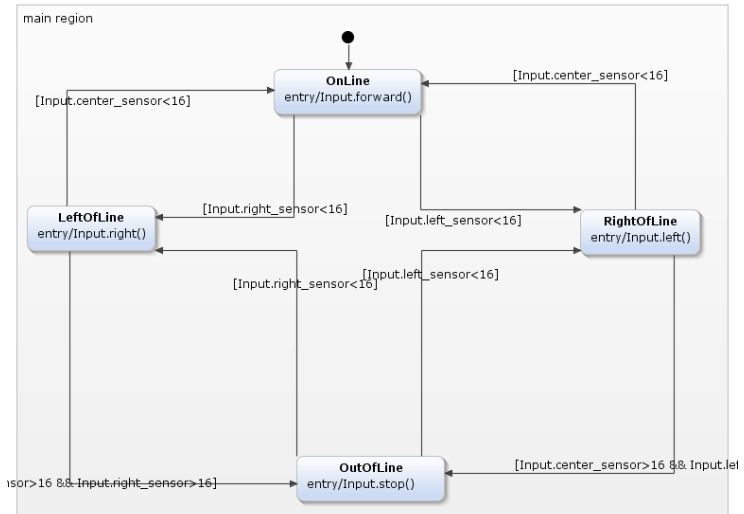 main region
OnLine
entry/Input.forward()
[Input.center_sensor<16]
[Input.center_sensor<16]
LeftOfLine
entry/Input.right()
[Input.right_sensor<16]
[Input.left_sensor<16]
RightOfLine
entry/Input.left()
[Input.right_sensor<16]
[Input.left_sensor<16]
OutOfLine
entry/Input.stop()
[Input.center_sensor>16 && Input.
>16 && Input.right_sensor>16]